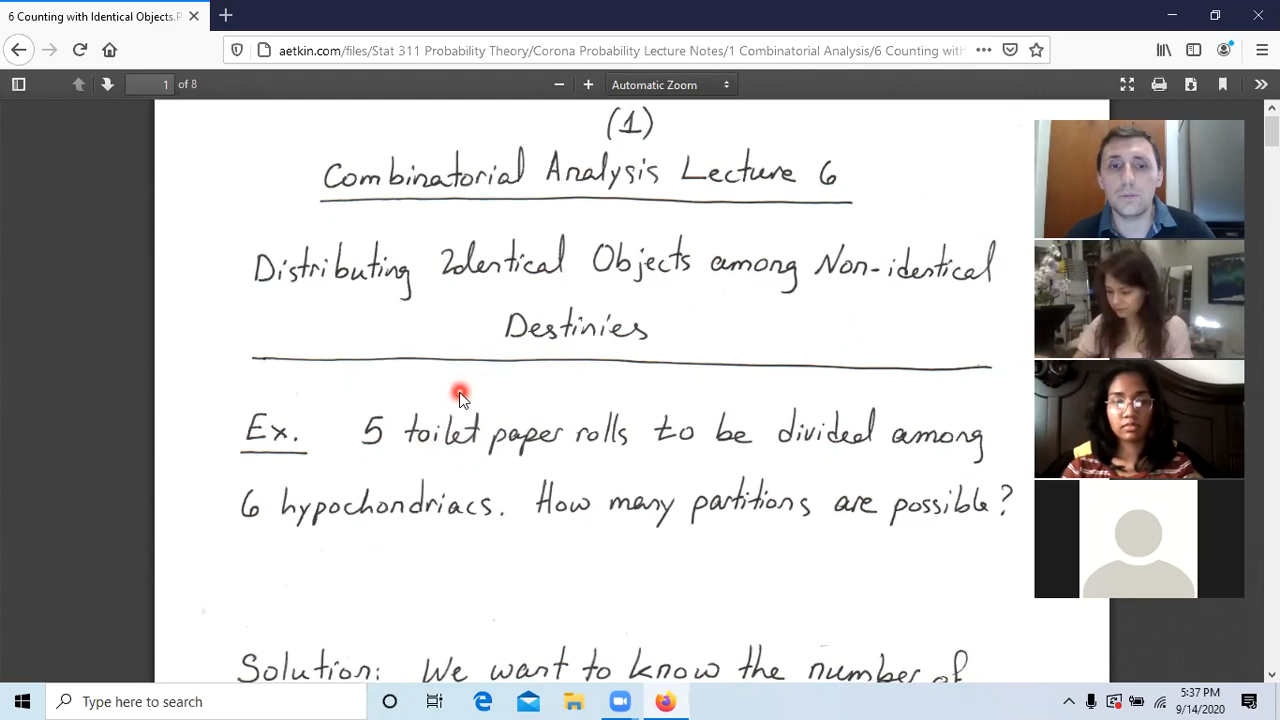 6 Counting with Identical Objects.P
aetkin.com/files/Stat 311 Probability Theory/Corona Probability Lecture Notes/1 Combinatorial Analysis/6 Counting with
1 of 8
Automatic Zoom
(1)
Combinatorial Analysis Lecture 6
Distributing Identical Objects among Non-identical
Destinies
Ex. 5 toilet paper rolls to be divided among
6 hypochondriacs. How many partitions are possible?
Solution: We want to know the number of
Type here to search
5:37 PM
9/14/2020